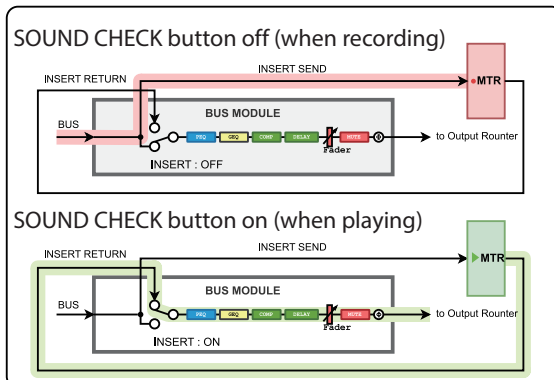 SOUND CHECK button off (when recording)
INSERT RETURN
INSERT SEND
MTR
BUS MODULE
BUS
PEQ GEQ COMP DELAY MUTE
Fader
to Output Rounter
INSERT : OFF
SOUND CHECK button on (when playing)
INSERT RETURN
INSERT SEND
MTR
BUS MODULE
BUS
PEQ GEQ COMP DELAY MUTE
Fader
to Output Rounter
INSERT : ON